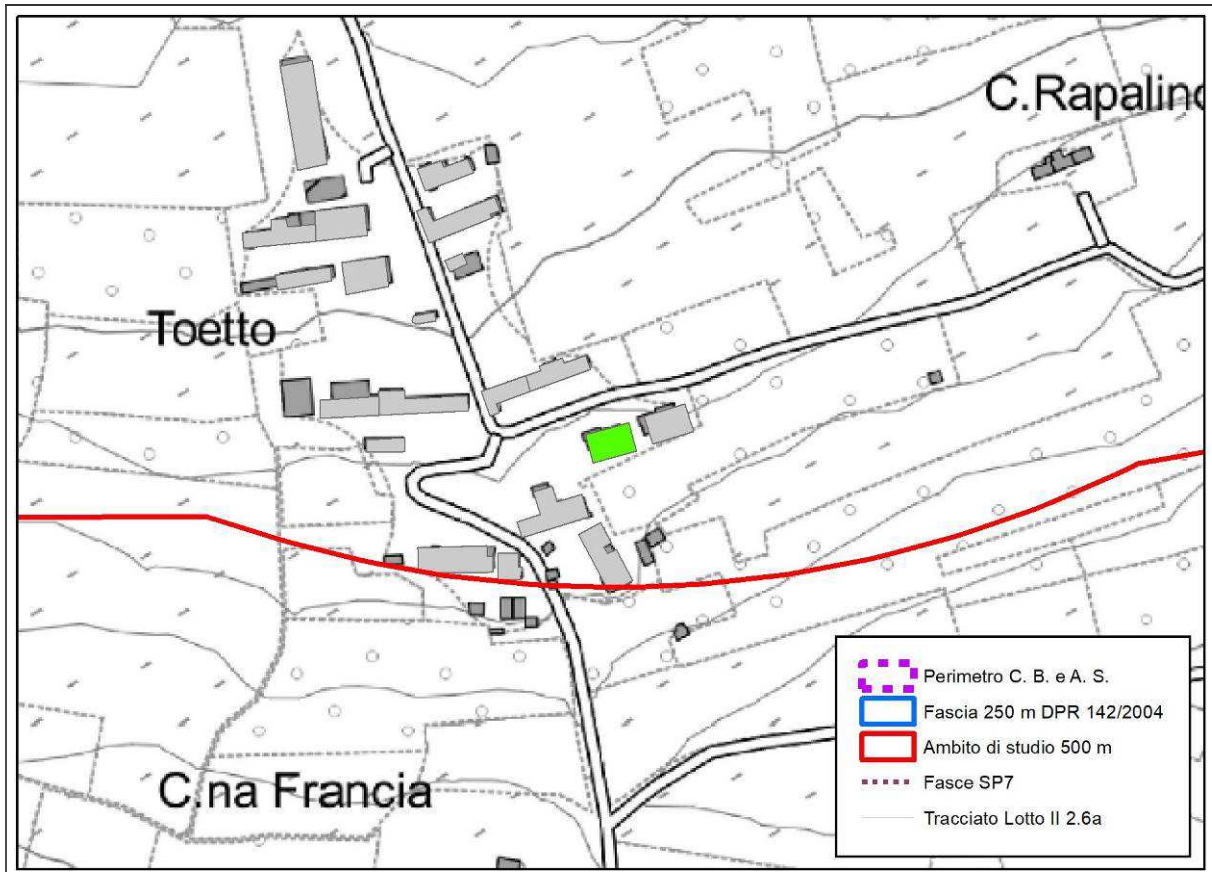 C.Rapalino
Toetto
C.na Francia
Perimetro C. B. e A. S.
Fascia 250 m DPR 142/2004
Ambito di studio 500 m
Fasce SP7
Tracciato Lotto II 2.6a